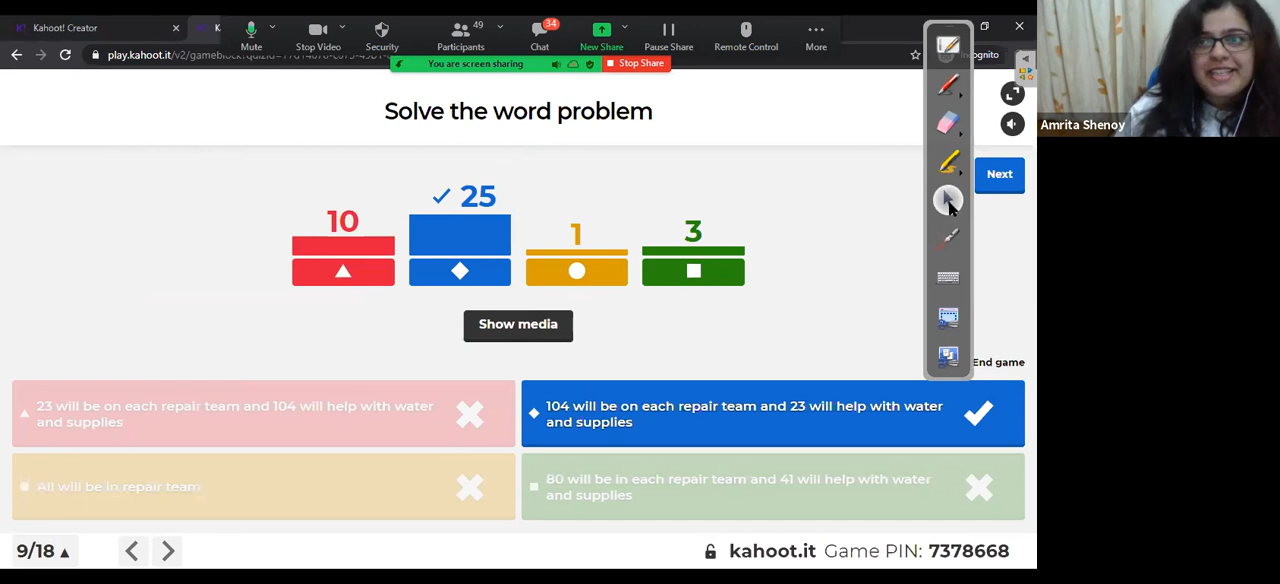 Kahoot! Creator
K
49
34
Mute
Stop Video
Security
Participants
Chat
New Share
Pause Share
Remote Control
More
play.kahoot.it/v2/gameblock
Incognito
You are screen sharing
Stop Share
Solve the word problem
Amrita Shenoy
Next
10
25
1
3
Show media
End game
23 will be on each repair team and 104 will help with water
and supplies
104 will be on each repair team and 23 will help with water
and supplies
All will be in repair team
80 will be in each repair team and 41 will help with water
and supplies
9/18
kahoot.it Game PIN: 7378668